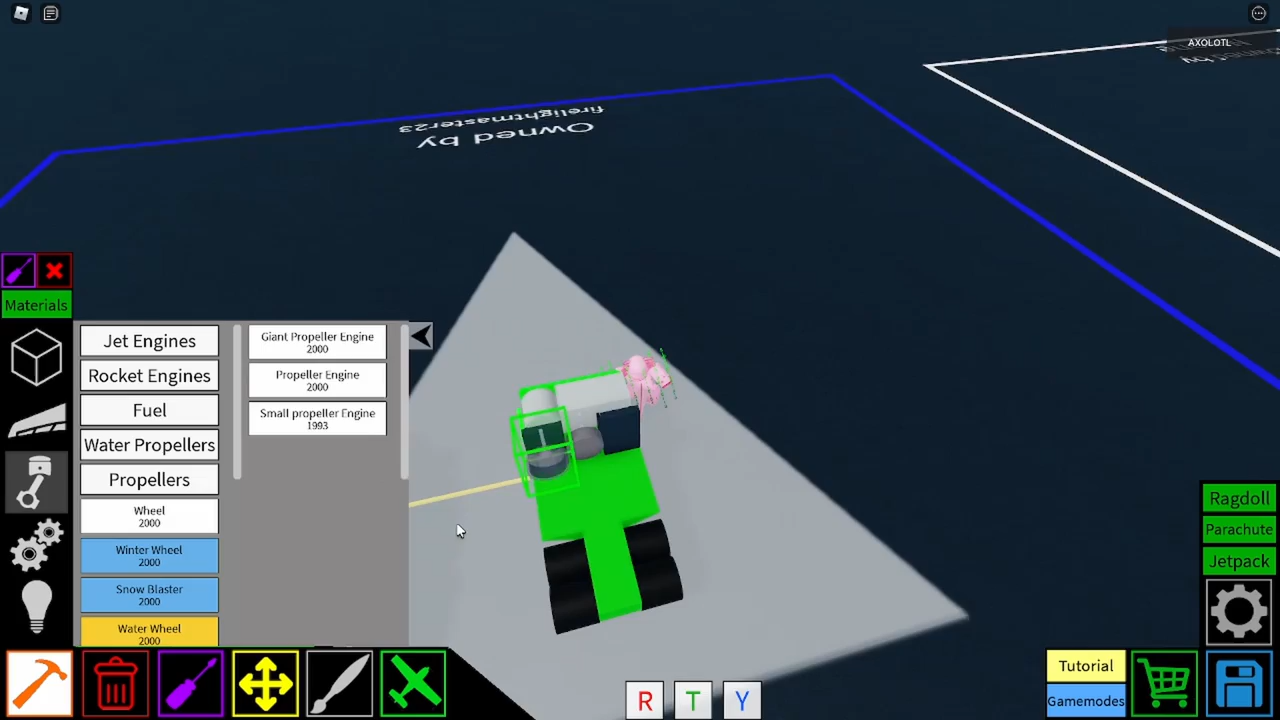 AXOLOTL
Owned by
firelightmaster23
Materials
Jet Engines
Rocket Engines
Fuel
Water Propellers
Propellers
Wheel
2000
Winter Wheel
2000
Snow Blaster
2000
Water Wheel
2000
Giant Propeller Engine
2000
Propeller Engine
2000
Small propeller Engine
1993
Ragdoll
Parachute
Jetpack
Tutorial
Gamemodes
R T Y